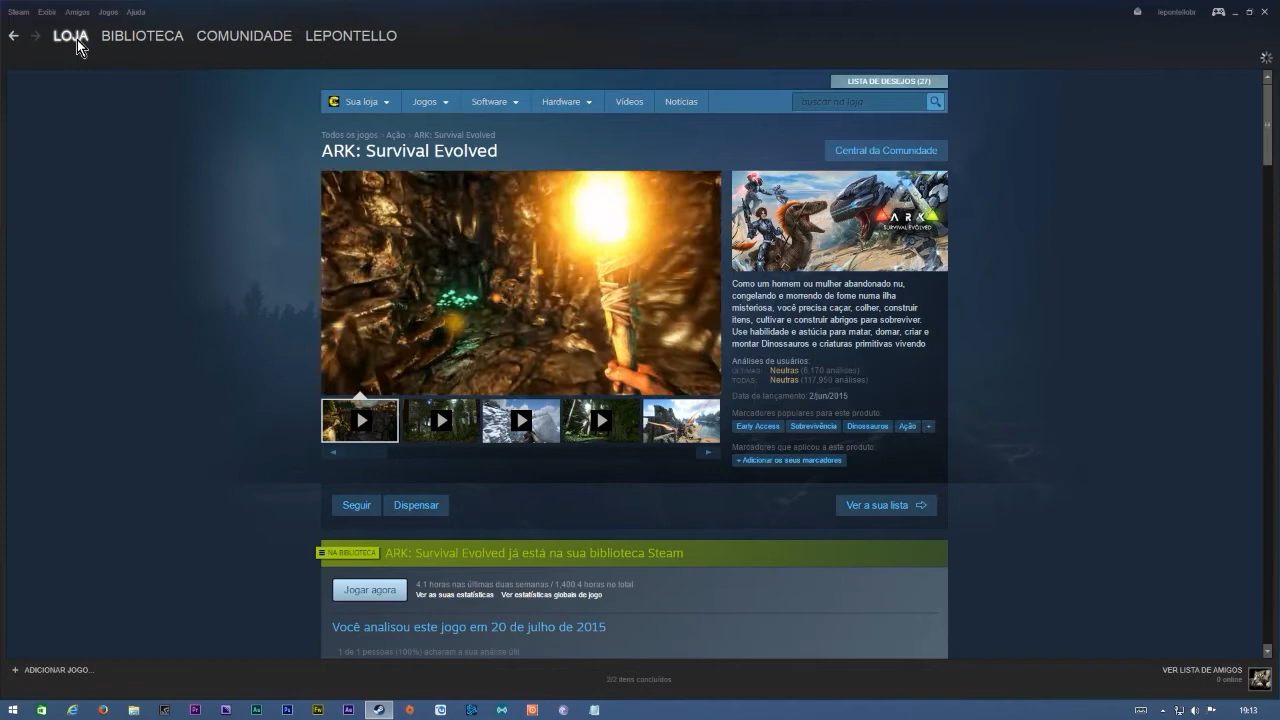 Steam Exibir Amigos Jogos Ajuda
lepontellobr
LOJA BIBLIOTECA COMUNIDADE LEPONTELLO
LISTA DE DESEJOS (27)
Sua loja Jogos Software Hardware Vídeos Notícias
buscar na loja
Todos os jogos > Ação > ARK: Survival Evolved
ARK: Survival Evolved
Central da Comunidade
ARK
SURVIVAL EVOLVED
Como um homem ou mulher abandonado nu,
congelando e morrendo de fome numa ilha
misteriosa, você precisa caçar, colher, construir
itens, cultivar e construir abrigos para sobreviver.
Use habilidade e astúcia para matar, domar, criar e
montar Dinossauros e criaturas primitivas vivendo
Análises de usuários:
ÚLTIMAS: Neutras (6,170 análises)
TODAS: Neutras (117,950 análises)
Data de lançamento: 2/jun/2015
Marcadores populares para este produto:
Early Access Sobrevivência Dinossauros Ação +
Marcadores que aplicou a este produto:
+ Adicionar os seus marcadores
Seguir Dispensar
Ver a sua lista
NA BIBLIOTECA ARK: Survival Evolved já está na sua biblioteca Steam
Jogar agora
4.1 horas nas últimas duas semanas / 1,400.4 horas no total
Ver as suas estatísticas Ver estatísticas globais de jogo
Você analisou este jogo em 20 de julho de 2015
1 de 1 pessoas (100%) acharam a sua análise útil
+ ADICIONAR JOGO...
2/2 itens concluídos
VER LISTA DE AMIGOS
0 online
19:13